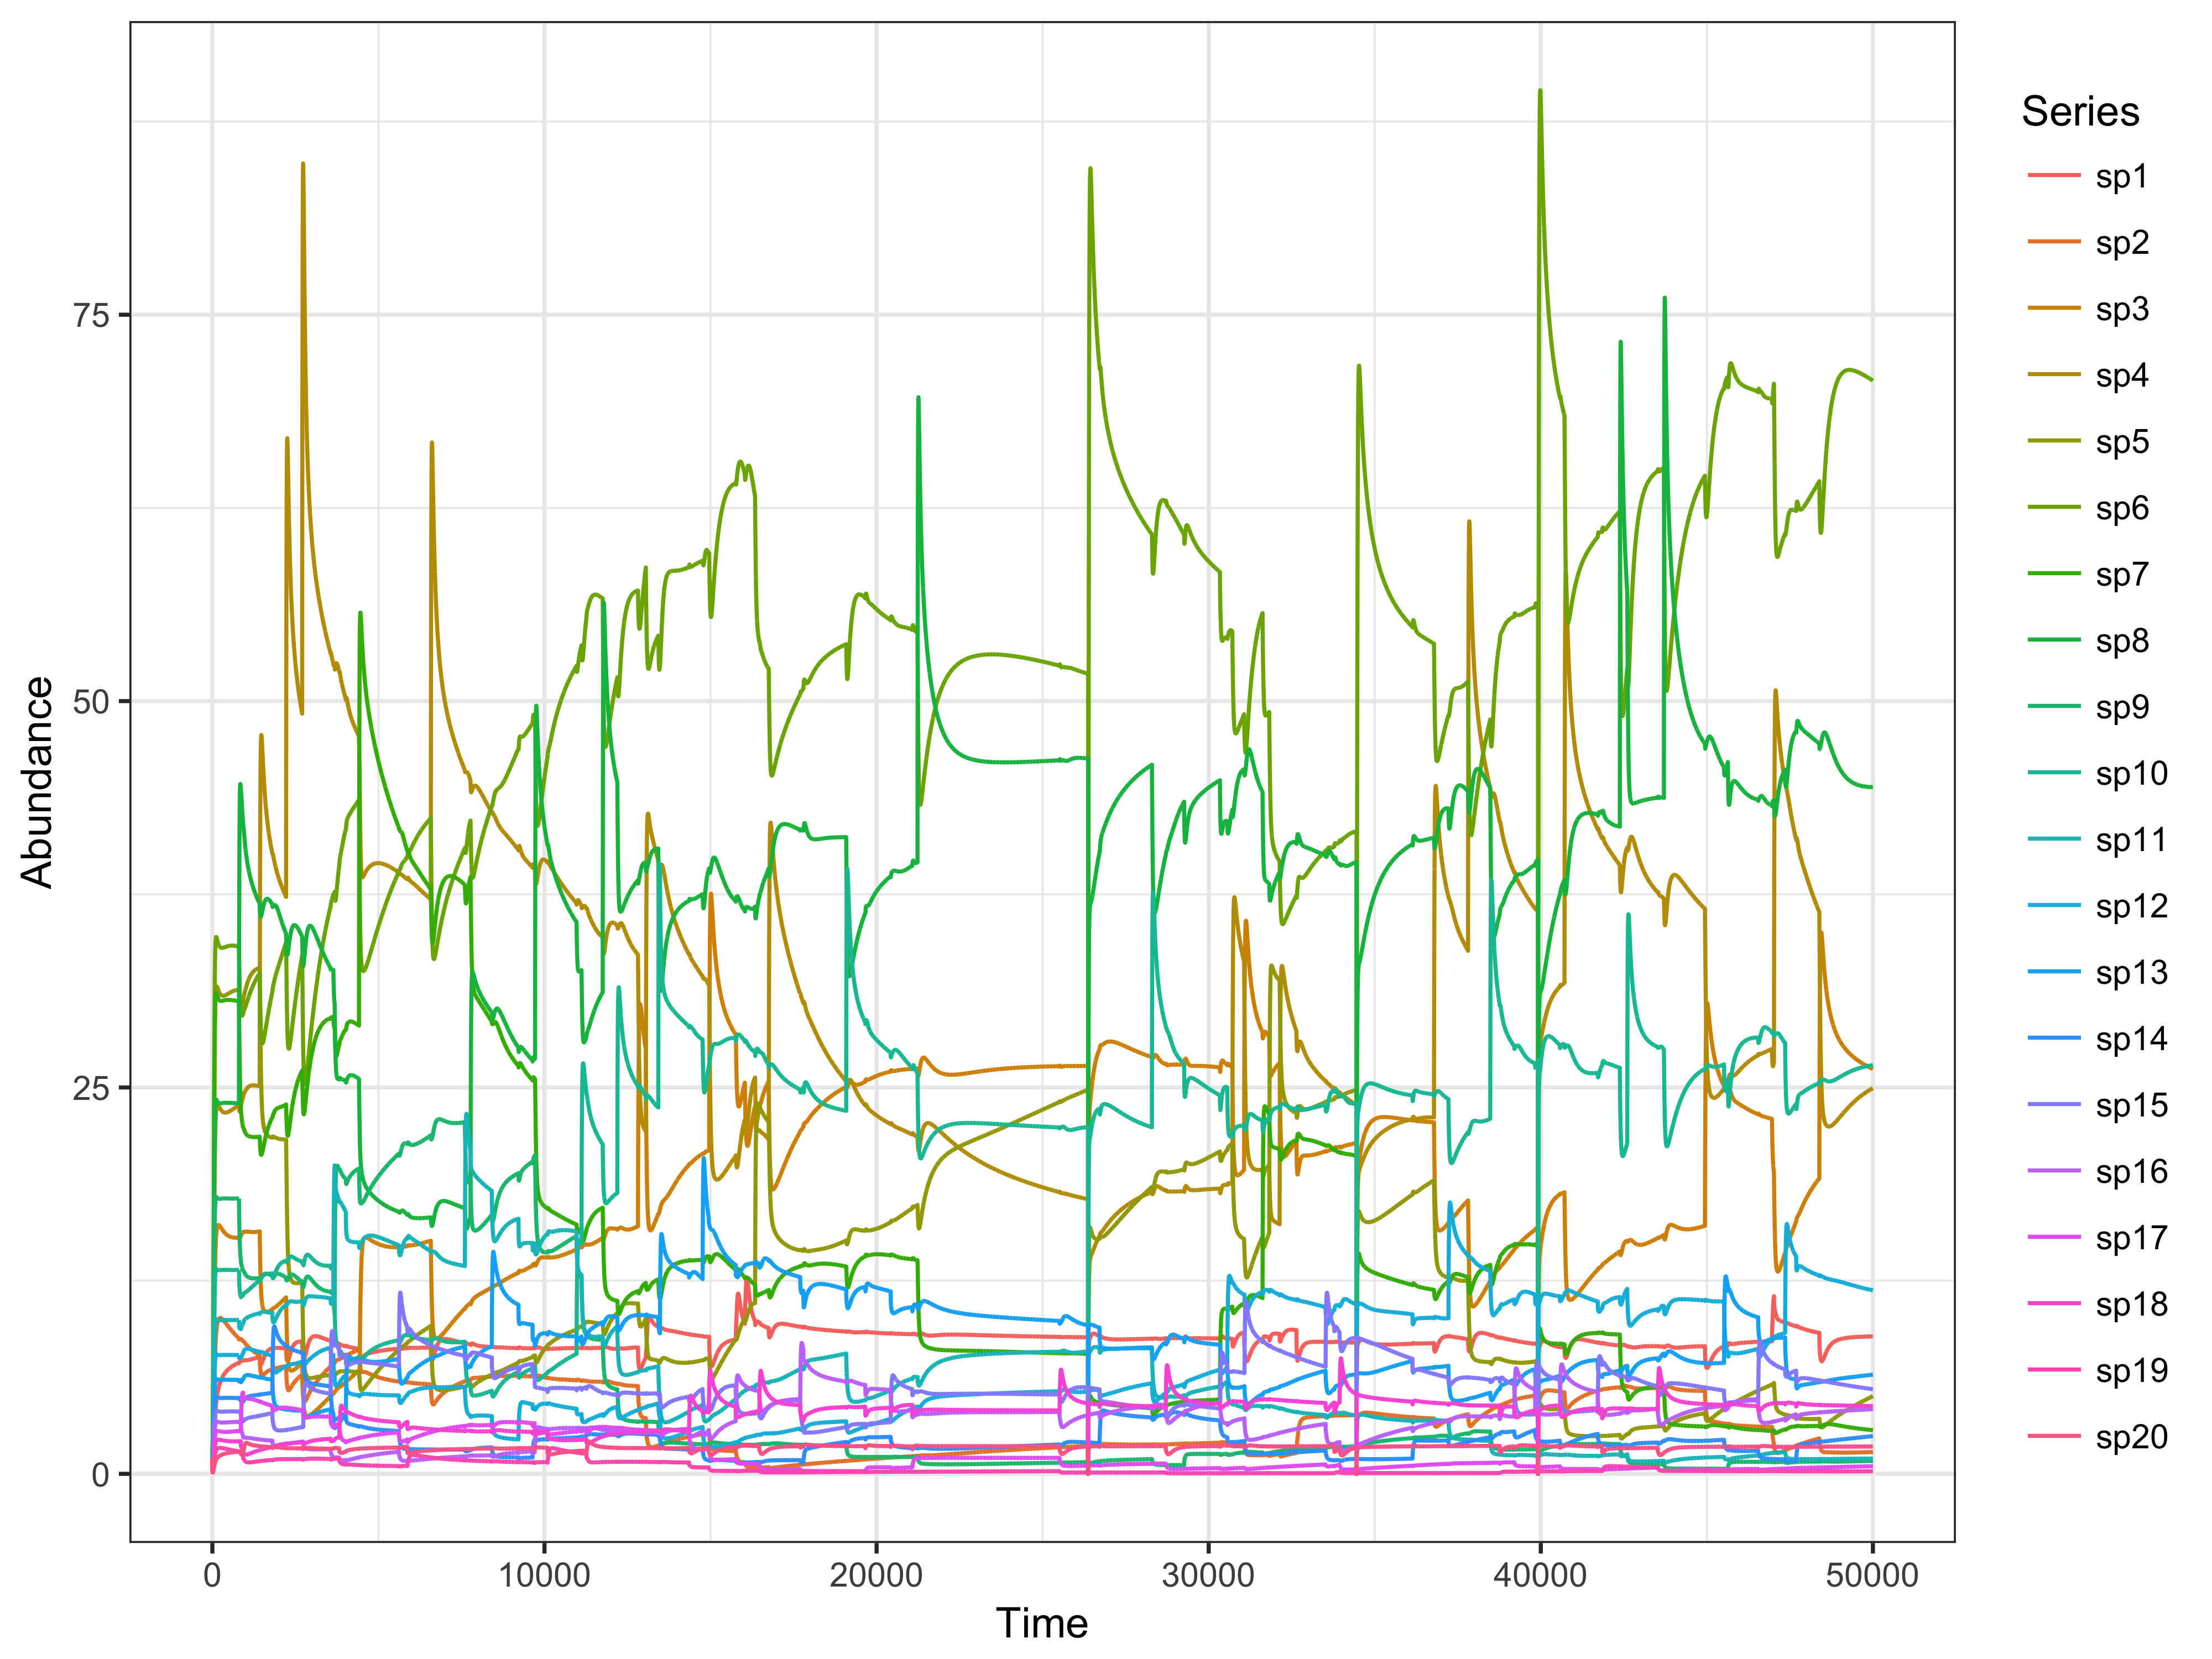 Abundance
75
50
25
0
0 10000 20000 30000 40000 50000
Time
Series
sp1
sp2
sp3
sp4
sp5
sp6
sp7
sp8
sp9
sp10
sp11
sp12
sp13
sp14
sp15
sp16
sp17
sp18
sp19
sp20